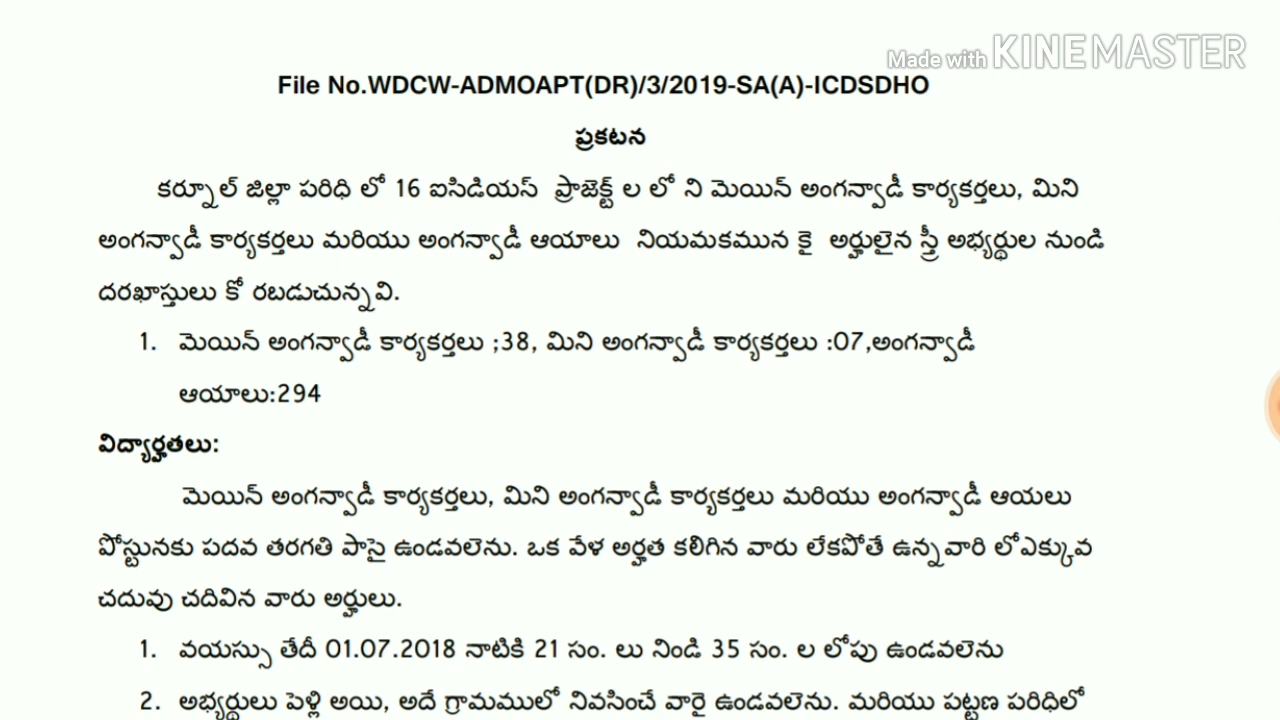 Made with KINEMASTER
File No.WDCW-ADMOAPT(DR)/3/2019-SA(A)-ICDSDHO
ప్రకటన
కర్నూల్ జిల్లా పరిధి లో 16 ఐసిడియస్ ప్రాజెక్ట్ ల లో ని మెయిన్ అంగన్వాడీ కార్యకర్తలు, మిని
అంగన్వాడీ కార్యకర్తలు మరియు అంగన్వాడీ ఆయాలు నియమకమున కై అర్హులైన స్త్రీ అభ్యర్థుల నుండి
దరఖాస్తులు కో రబడుచున్నవి.
1. మెయిన్ అంగన్వాడీ కార్యకర్తలు ;38, మిని అంగన్వాడీ కార్యకర్తలు :07,అంగన్వాడీ
ఆయాలు:294
విద్యార్హతలు:
మెయిన్ అంగన్వాడీ కార్యకర్తలు, మిని అంగన్వాడీ కార్యకర్తలు మరియు అంగన్వాడీ ఆయలు
పోస్టునకు పదవ తరగతి పాసై ఉండవలెను. ఒక వేళ అర్హత కలిగిన వారు లేకపోతే ఉన్నవారి లోఎక్కువ
చదువు చదివిన వారు అర్హులు.
1. వయస్సు తేదీ 01.07.2018 నాటికి 21 సం. లు నిండి 35 సం. ల లోపు ఉండవలెను
2. అభ్యర్థులు పెళ్లి అయి, అదే గ్రామములో నివసించే వారై ఉండవలెను. మరియు పట్టణ పరిధిలో